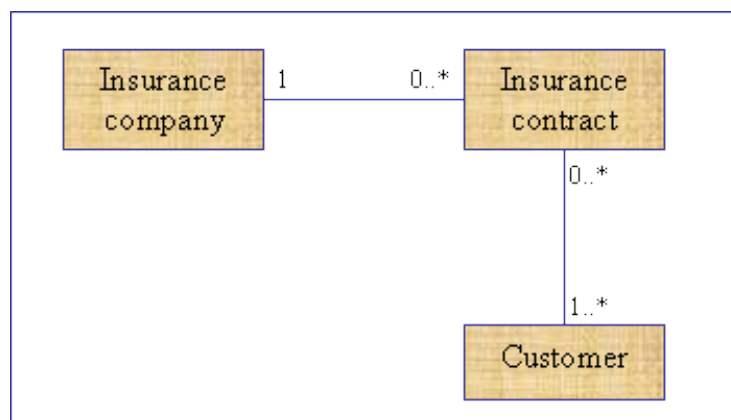 Insurance
company
1
0..*
Insurance
contract
0..*
1..*
Customer